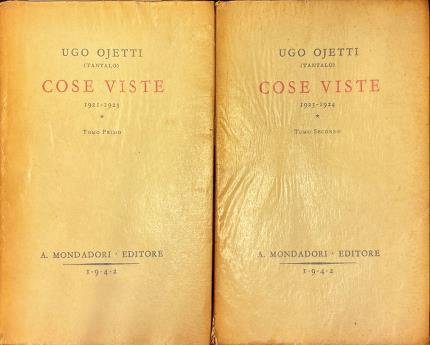 UGO OJETTI
(TANTALO)
COSE VISTE
1921-1923
*
TOMO PRIMO
A. MONDADORI · EDITORE
1·9·4·2
UGO OJETTI
(TANTALO)
COSE VISTE
1923-1924
*
TOMO SECONDO
A. MONDADORI · EDITORE
1·9·4·2